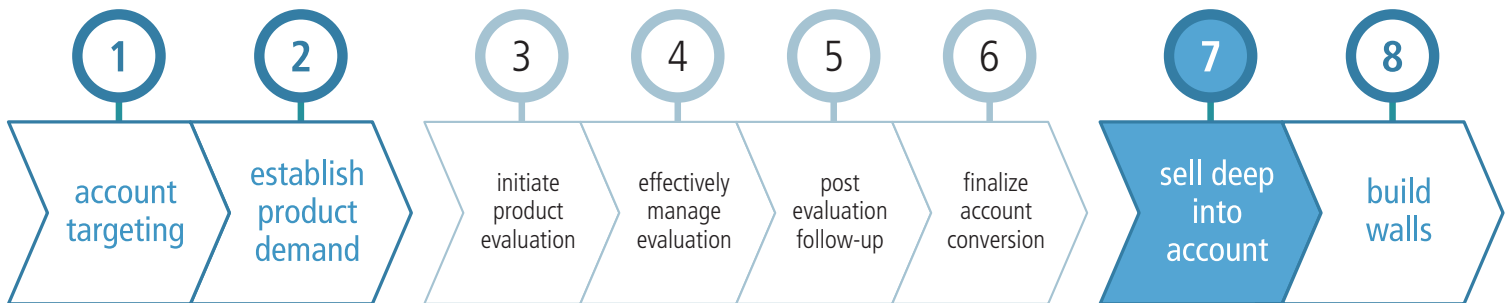 1
account
targeting
2
establish
product
demand
3
initiate
product
evaluation
4
effectively
manage
evaluation
5
post
evaluation
follow-up
6
finalize
account
conversion
7
sell deep
into
account
8
build
walls